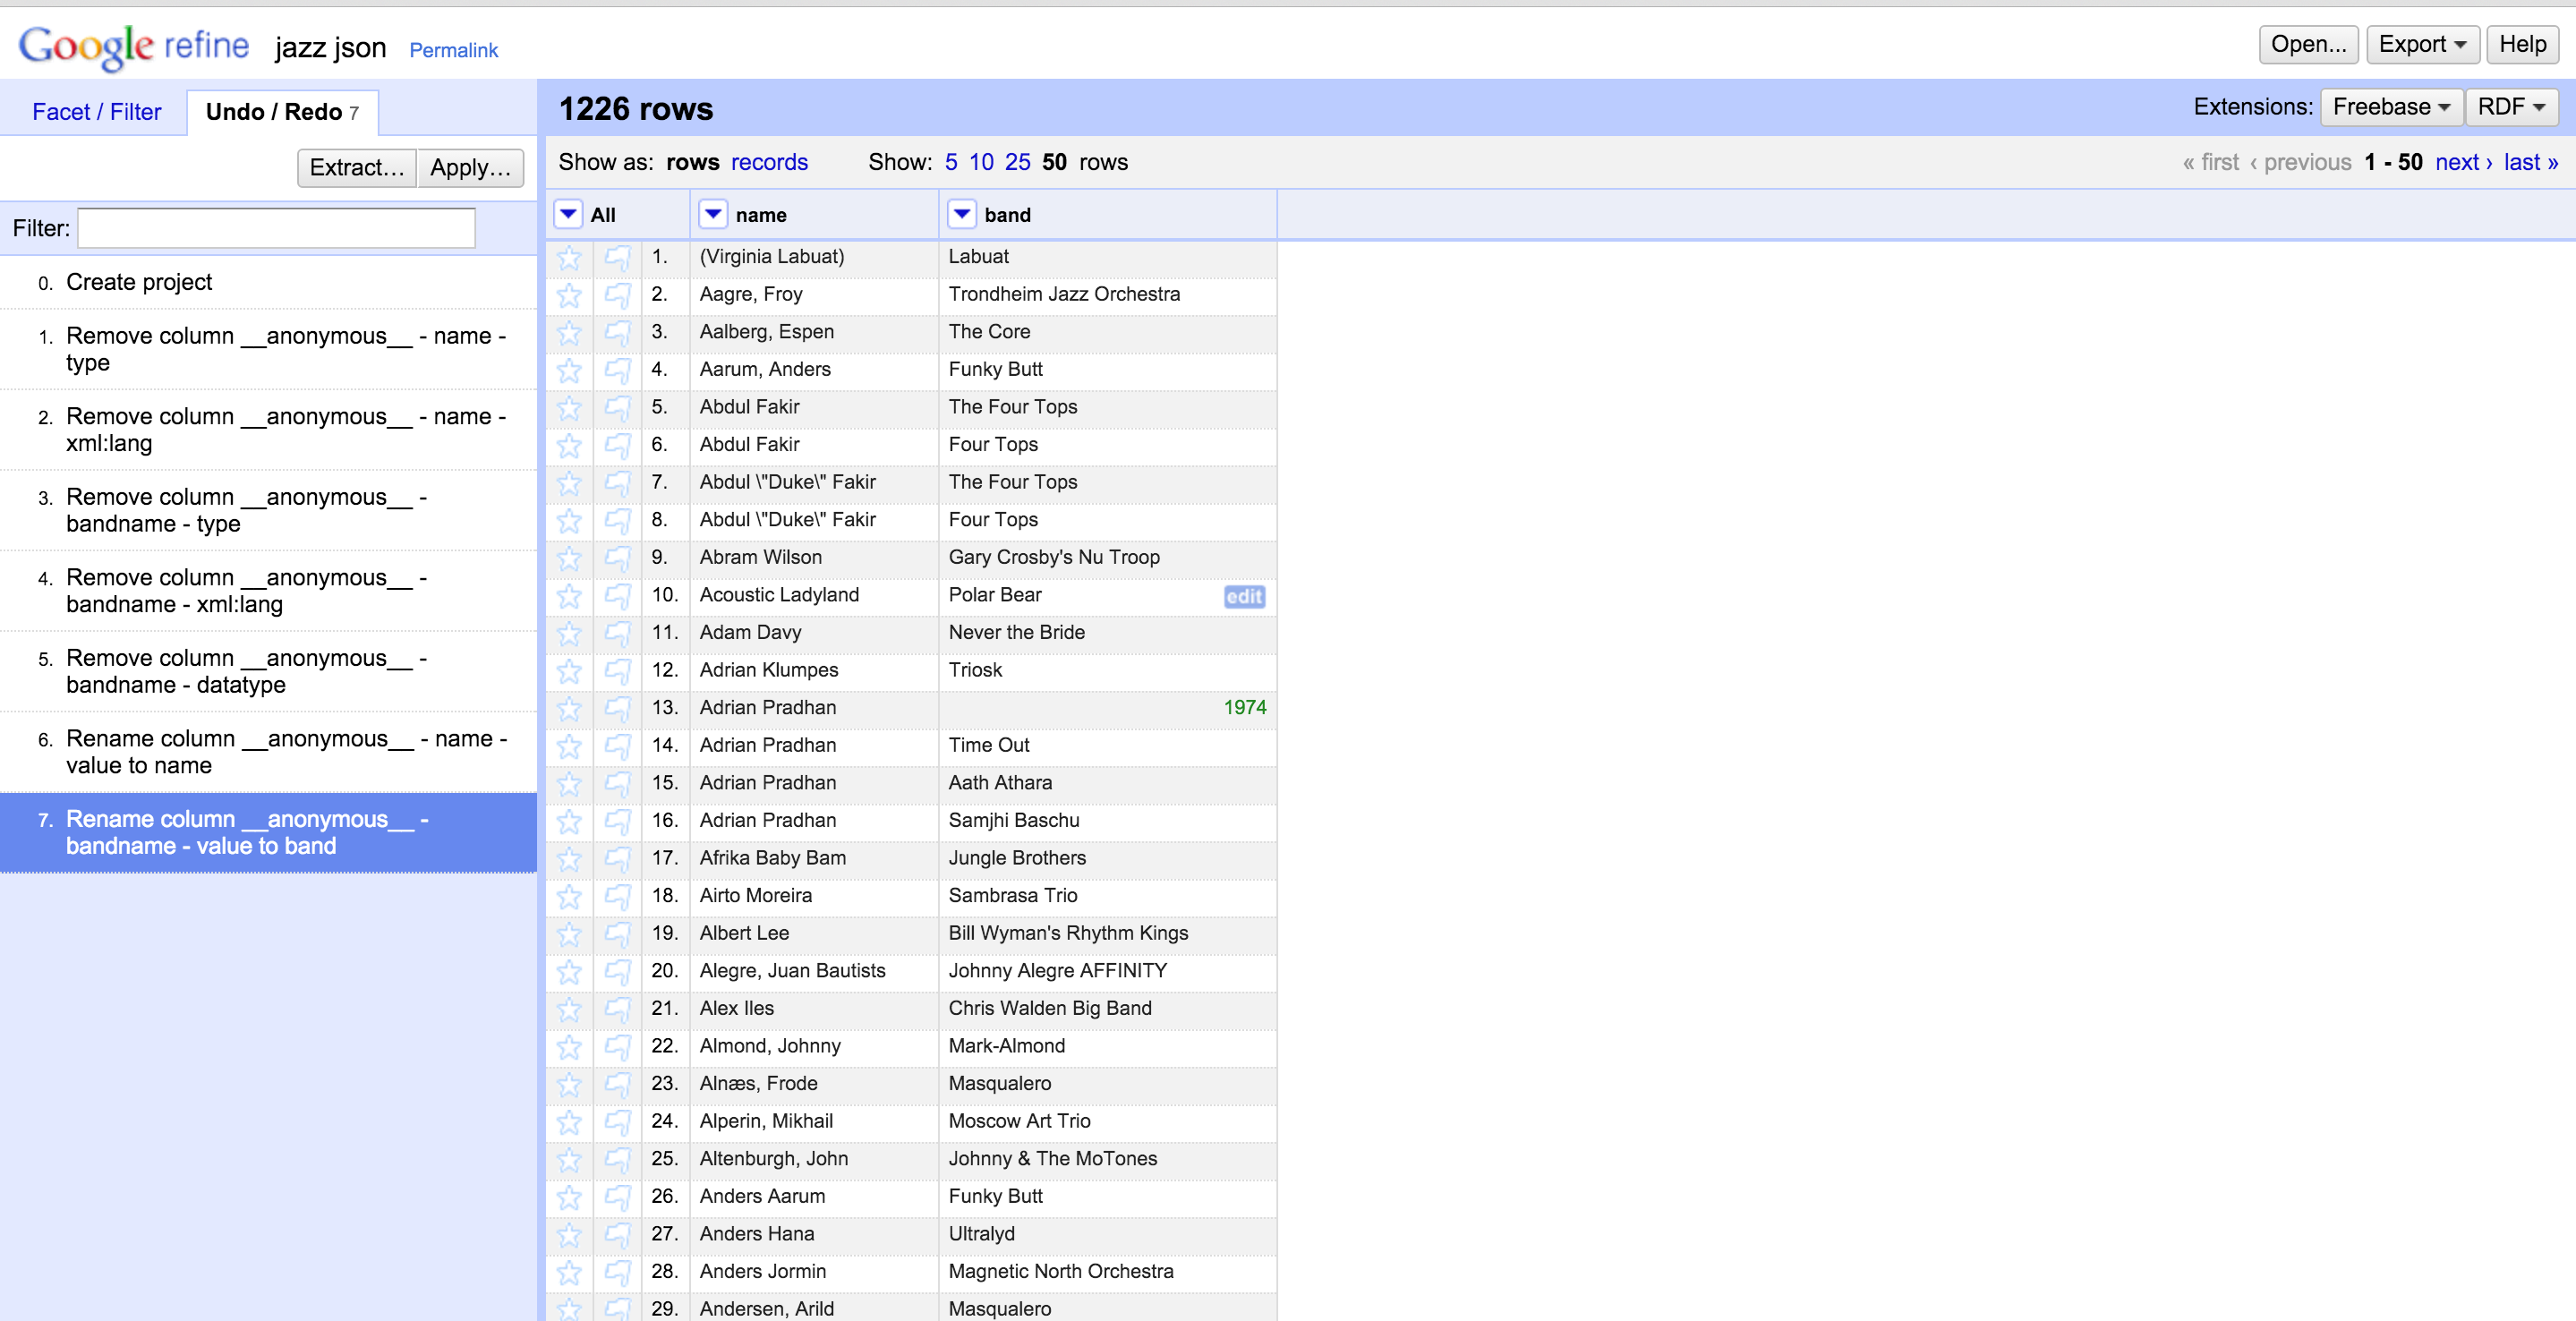 Google refine jazz json Permalink Open... Export Help
Facet / Filter Undo / Redo 7
1226 rows Extensions: Freebase RDF
Extract... Apply...
Show as: rows records Show: 5 10 25 50 rows « first ‹ previous 1 - 50 next › last »
Filter:
0. Create project
1. Remove column __anonymous__ - name -
type
2. Remove column __anonymous__ - name -
xml:lang
3. Remove column __anonymous__ -
bandname - type
4. Remove column __anonymous__ -
bandname - xml:lang
5. Remove column __anonymous__ -
bandname - datatype
6. Rename column __anonymous__ - name -
value to name
7. Rename column __anonymous__ -
bandname - value to band
All name band
1. (Virginia Labuat) Labuat
2. Aagre, Froy Trondheim Jazz Orchestra
3. Aalberg, Espen The Core
4. Aarum, Anders Funky Butt
5. Abdul Fakir The Four Tops
6. Abdul Fakir Four Tops
7. Abdul \"Duke\" Fakir The Four Tops
8. Abdul \"Duke\" Fakir Four Tops
9. Abram Wilson Gary Crosby's Nu Troop
10. Acoustic Ladyland Polar Bear edit
11. Adam Davy Never the Bride
12. Adrian Klumpes Triosk
13. Adrian Pradhan 1974
14. Adrian Pradhan Time Out
15. Adrian Pradhan Aath Athara
16. Adrian Pradhan Samjhi Baschu
17. Afrika Baby Bam Jungle Brothers
18. Airto Moreira Sambrasa Trio
19. Albert Lee Bill Wyman's Rhythm Kings
20. Alegre, Juan Bautists Johnny Alegre AFFINITY
21. Alex Iles Chris Walden Big Band
22. Almond, Johnny Mark-Almond
23. Alnæs, Frode Masqualero
24. Alperin, Mikhail Moscow Art Trio
25. Altenburgh, John Johnny & The MoTones
26. Anders Aarum Funky Butt
27. Anders Hana Ultralyd
28. Anders Jormin Magnetic North Orchestra
29. Andersen, Arild Masqualero